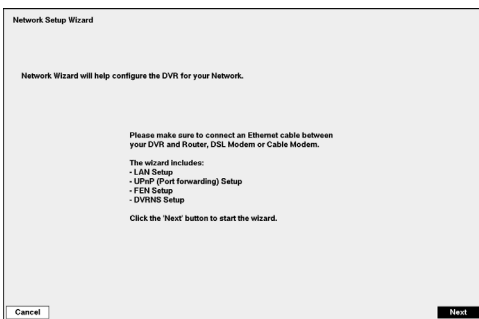 Network Setup Wizard
Network Wizard will help configure the DVR for your Network.
Please make sure to connect an Ethernet cable between
your DVR and Router, DSL Modem or Cable Modem.
The wizard includes:
- LAN Setup
- UPnP (Port forwarding) Setup
- FEN Setup
- DVRNS Setup
Click the 'Next' button to start the wizard.
Cancel
Next